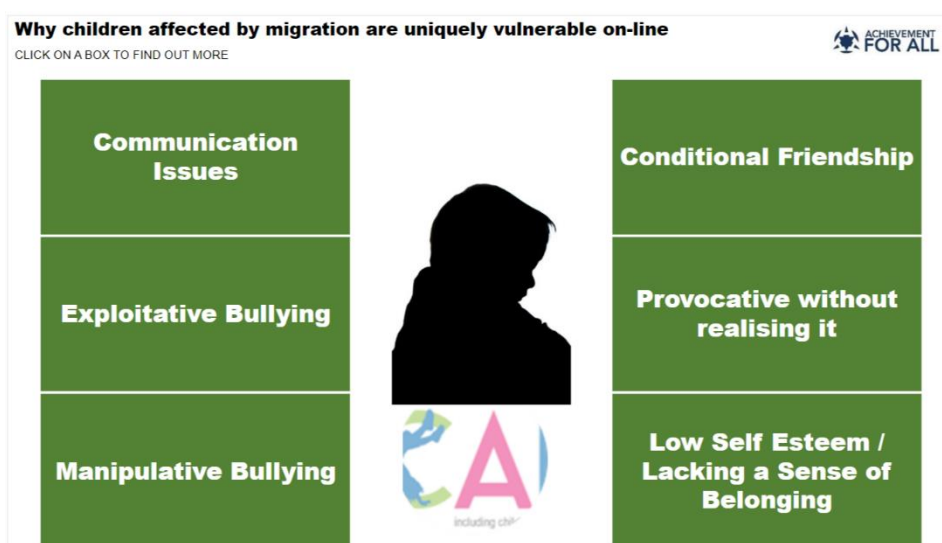 Why children affected by migration are uniquely vulnerable on-line
CLICK ON A BOX TO FIND OUT MORE
ACHIEVEMENT
FOR ALL
Communication
Issues
Exploitative Bullying
Manipulative Bullying
Conditional Friendship
Provocative without
realising it
Low Self Esteem /
Lacking a Sense of
Belonging
CA
including